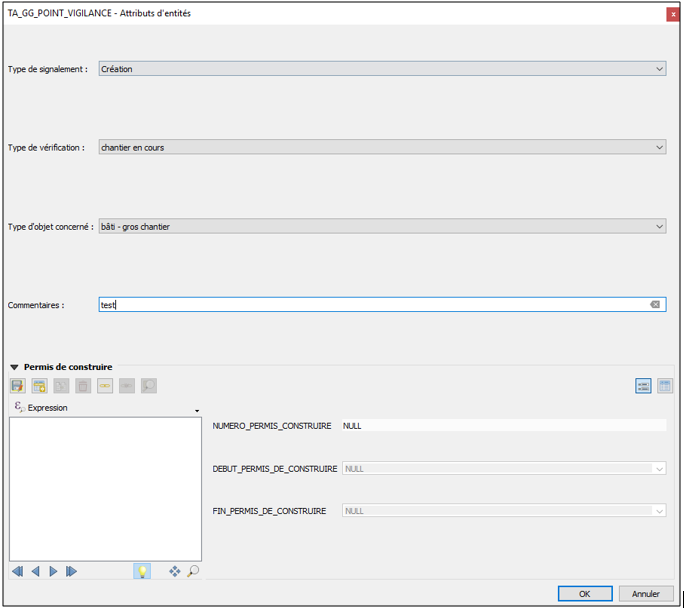 TA_GG_POINT_VIGILANCE - Attributs d'entités
Type de signalement : Création
Type de vérification : chantier en cours
Type d'objet concerné : bâti - gros chantier
Commentaires : test
Permis de construire
Expression
NUMERO_PERMIS_CONSTRUIRE NULL
DEBUT_PERMIS_DE_CONSTRUIRE NULL
FIN_PERMIS_DE_CONSTRUIRE NULL
OK Annuler